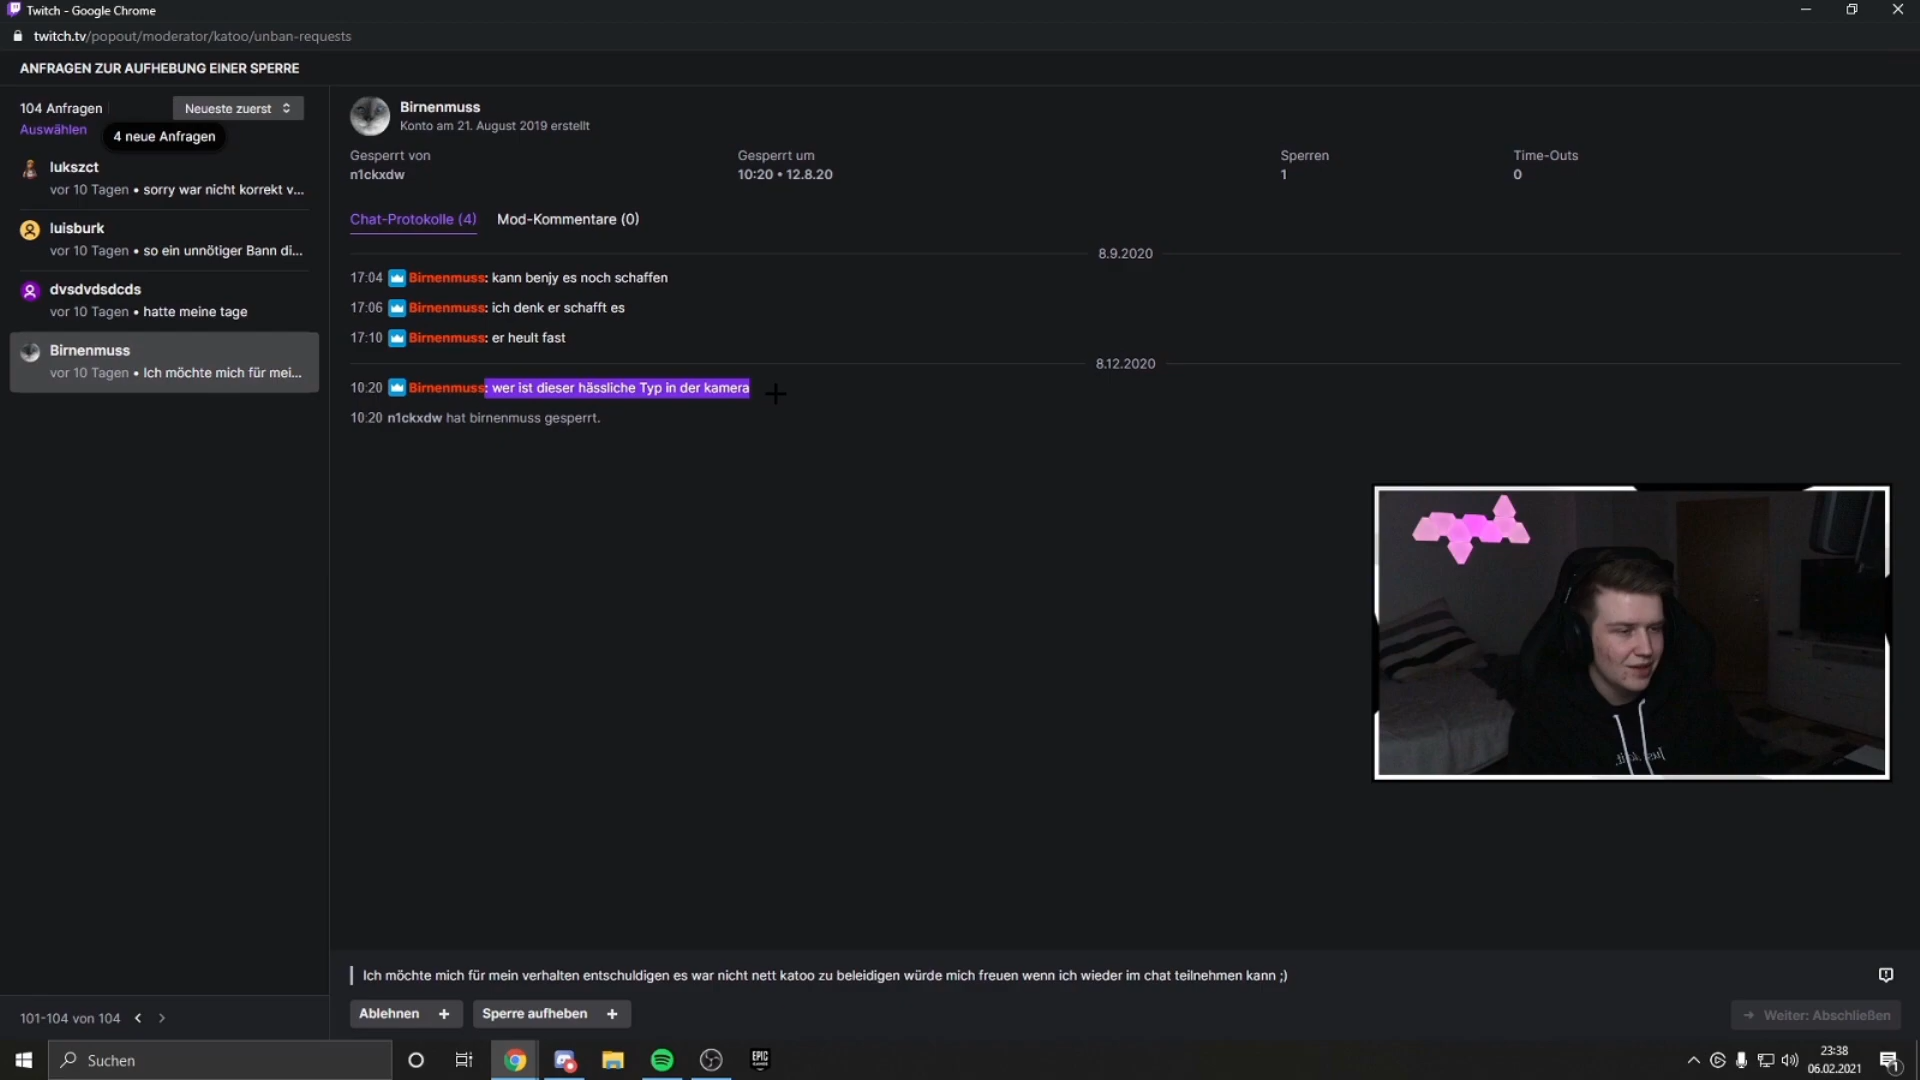 Twitch - Google Chrome
twitch.tv/popout/moderator/katoo/unban-requests
ANFRAGEN ZUR AUFHEBUNG EINER SPERRE
104 Anfragen
Neueste zuerst
Auswählen
4 neue Anfragen
lukszct
vor 10 Tagen • sorry war nicht korrekt v...
luisburk
vor 10 Tagen • so ein unnötiger Bann di...
dvsdvdsdcds
vor 10 Tagen • hatte meine tage
Birnenmuss
vor 10 Tagen • Ich möchte mich für mei...
101-104 von 104
Birnenmuss
Konto am 21. August 2019 erstellt
Gesperrt von
n1ckxdw
Gesperrt um
10:20 • 12.8.20
Sperren
1
Time-Outs
0
Chat-Protokolle (4)
Mod-Kommentare (0)
8.9.2020
17:04 Birnenmuss: kann benjy es noch schaffen
17:06 Birnenmuss: ich denk er schafft es
17:10 Birnenmuss: er heult fast
8.12.2020
10:20 Birnenmuss: wer ist dieser hässliche Typ in der kamera
10:20 n1ckxdw hat birnenmuss gesperrt.
Ich möchte mich für mein verhalten entschuldigen es war nicht nett katoo zu beleidigen würde mich freuen wenn ich wieder im chat teilnehmen kann ;)
Ablehnen +
Sperre aufheben +
→ Weiter: Abschließen
Suchen
EPIC
23:38
06.02.2021
1